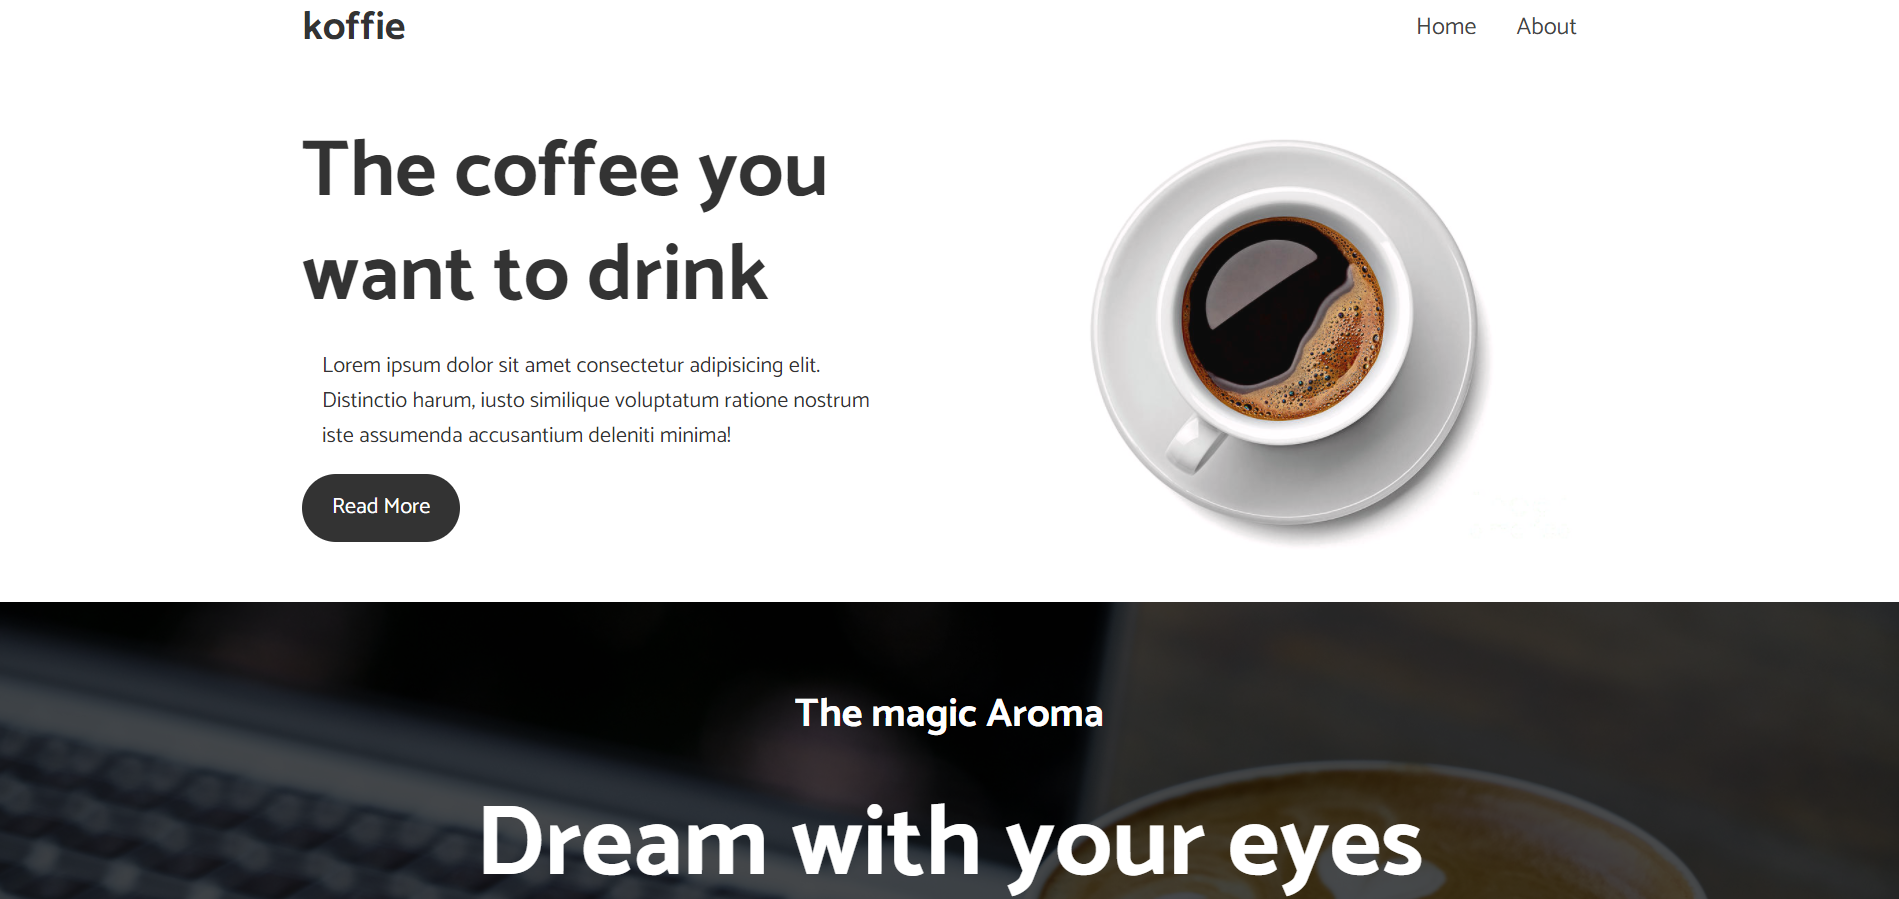 koffie
Home
About
The coffee you
want to drink
Lorem ipsum dolor sit amet consectetur adipisicing elit.
Distinctio harum, iusto similique voluptatum ratione nostrum
iste assumenda accusantium deleniti minima!
Read More
The magic Aroma
Dream with your eyes